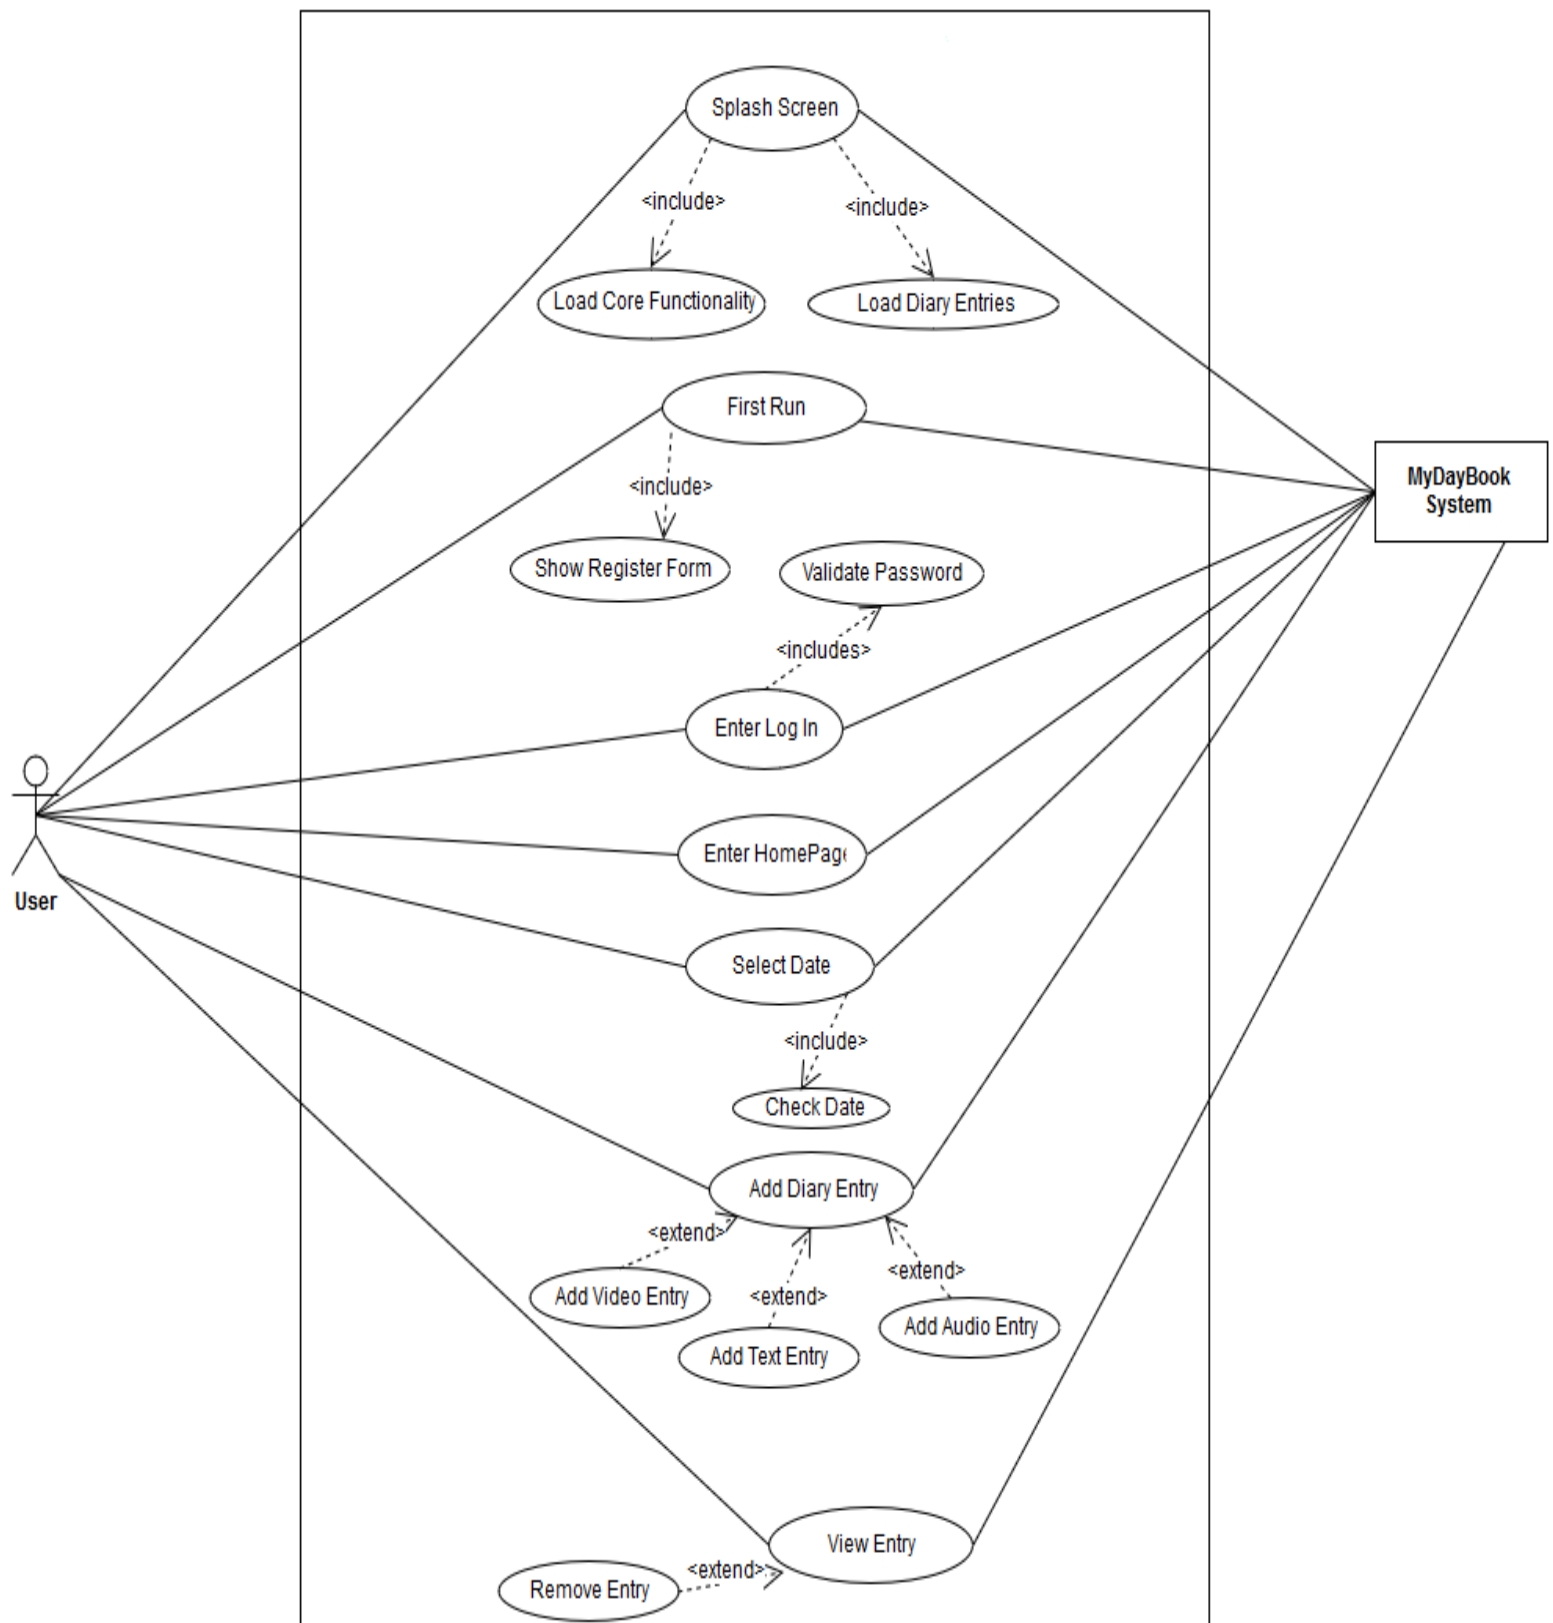 Splash Screen
<include>
<include>
Load Core Functionality
Load Diary Entries
First Run
MyDayBook
System
<include>
Show Register Form
Validate Password
<includes>
Enter Log In
Enter HomePage
User
Select Date
<include>
Check Date
Add Diary Entry
<extend>
<extend>
<extend>
Add Video Entry
Add Text Entry
Add Audio Entry
View Entry
<extend>
Remove Entry